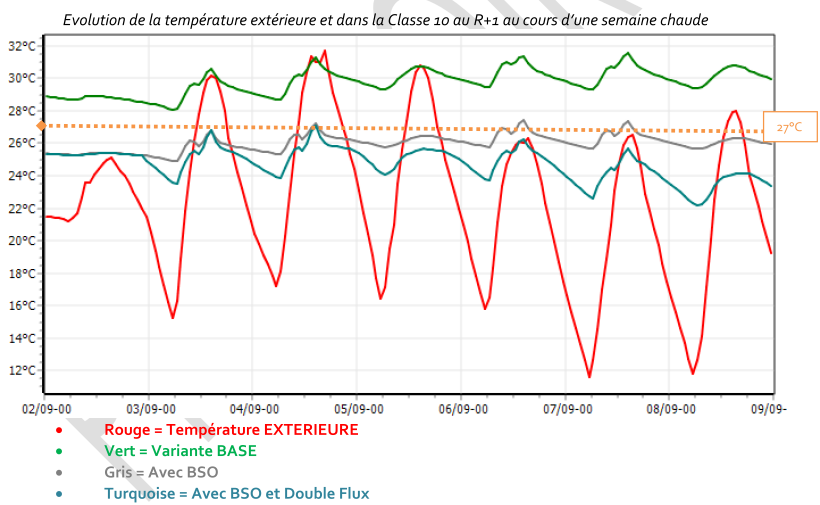 Evolution de la température extérieure et dans la Classe 10 au R+1 au cours d'une semaine chaude
32°C
30°C
28°C
27°C
26°C
24°C
22°C
20°C
18°C
16°C
14°C
12°C
02/09-00 03/09-00 04/09-00 05/09-00 06/09-00 07/09-00 08/09-00 09/09-
• Rouge = Température EXTERIEURE
• Vert = Variante BASE
• Gris = Avec BSO
• Turquoise = Avec BSO et Double Flux